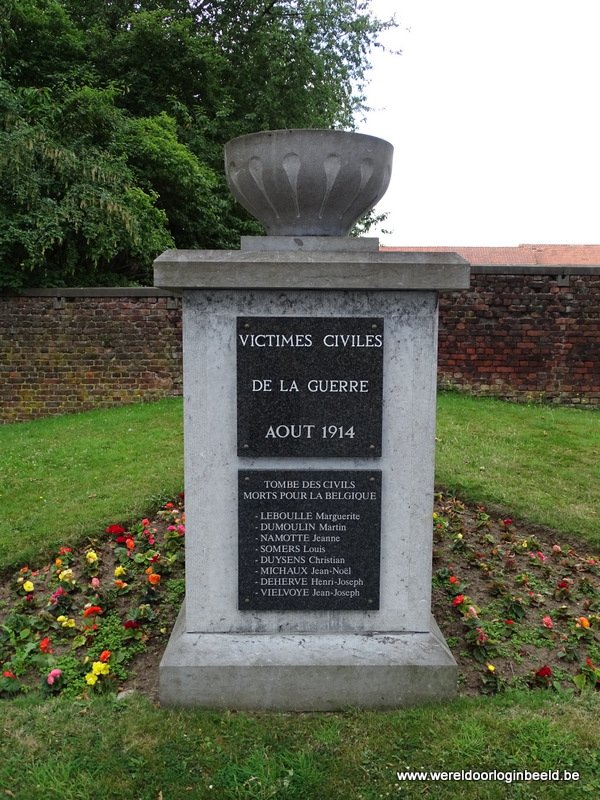 VICTIMES CIVILES
DE LA GUERRE
AOUT 1914
TOMBE DES CIVILS
MORTS POUR LA BELGIQUE
- LEBOULLE Marguerite
- DUMOULIN Martin
- NAMOTTE Jeanne
- SOMERS Louis
- DUYSENS Christian
- MICHAUX Jean-Noël
- DEHERVE Henri-Joseph
- VIELVOYE Jean-Joseph
www.wereldoorloginbeeld.be